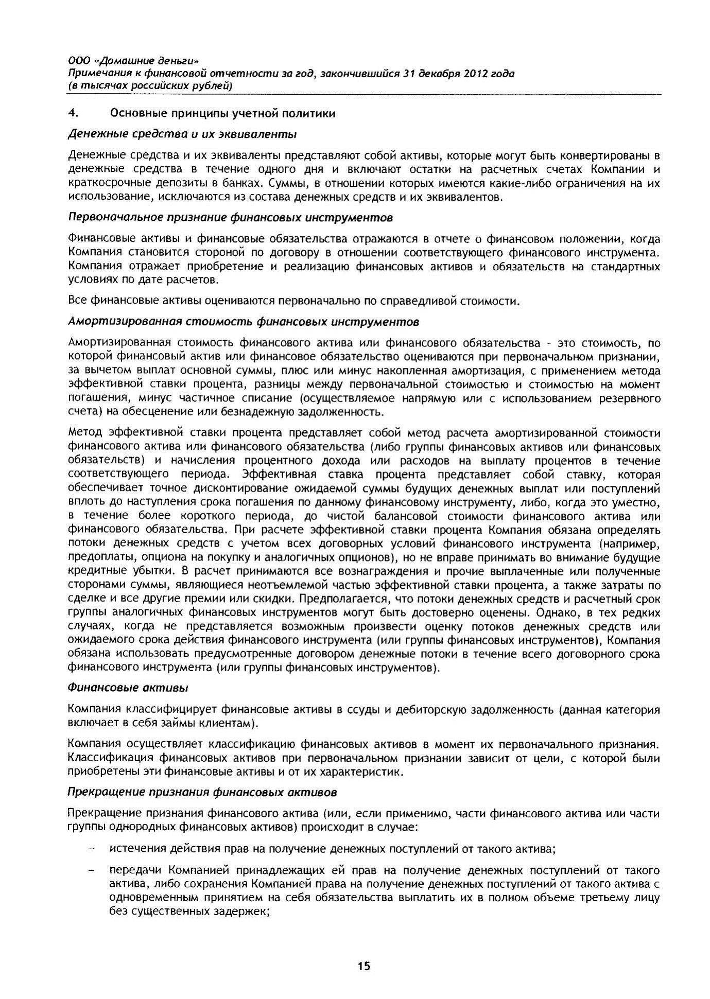 ООО «Домашние деньги»
Примечания к финансовой отчетности за год, закончившийся 31 декабря 2012 года
(в тысячах российских рублей)
4. Основные принципы учетной политики
Денежные средства и их эквиваленты
Денежные средства и их эквиваленты представляют собой активы, которые могут быть конвертированы в
денежные средства в течение одного дня и включают остатки на расчетных счетах Компании и
краткосрочные депозиты в банках. Суммы, в отношении которых имеются какие-либо ограничения на их
использование, исключаются из состава денежных средств и их эквивалентов.
Первоначальное признание финансовых инструментов
Финансовые активы и финансовые обязательства отражаются в отчете о финансовом положении, когда
Компания становится стороной по договору в отношении соответствующего финансового инструмента.
Компания отражает приобретение и реализацию финансовых активов и обязательств на стандартных
условиях по дате расчетов.
Все финансовые активы оцениваются первоначально по справедливой стоимости.
Амортизированная стоимость финансовых инструментов
Амортизированная стоимость финансового актива или финансового обязательства - это стоимость, по
которой финансовый актив или финансовое обязательство оцениваются при первоначальном признании,
за вычетом выплат основной суммы, плюс или минус накопленная амортизация, с применением метода
эффективной ставки процента, разницы между первоначальной стоимостью и стоимостью на момент
погашения, минус частичное списание (осуществляемое напрямую или с использованием резервного
счета) на обесценение или безнадежную задолженность.
Метод эффективной ставки процента представляет собой метод расчета амортизированной стоимости
финансового актива или финансового обязательства (либо группы финансовых активов или финансовых
обязательств) и начисления процентного дохода или расходов на выплату процентов в течение
соответствующего периода. Эффективная ставка процента представляет собой ставку, которая
обеспечивает точное дисконтирование ожидаемой суммы будущих денежных выплат или поступлений
вплоть до наступления срока погашения по данному финансовому инструменту, либо, когда это уместно,
в течение более короткого периода, до чистой балансовой стоимости финансового актива или
финансового обязательства. При расчете эффективной ставки процента Компания обязана определять
потоки денежных средств с учетом всех договорных условий финансового инструмента (например,
предоплаты, опциона на покупку и аналогичных опционов), но не вправе принимать во внимание будущие
кредитные убытки. В расчет принимаются все вознаграждения и прочие выплаченные или полученные
сторонами суммы, являющиеся неотъемлемой частью эффективной ставки процента, а также затраты по
сделке и все другие премии или скидки. Предполагается, что потоки денежных средств и расчетный срок
группы аналогичных финансовых инструментов могут быть достоверно оценены. Однако, в тех редких
случаях, когда не представляется возможным произвести оценку потоков денежных средств или
ожидаемого срока действия финансового инструмента (или группы финансовых инструментов), Компания
обязана использовать предусмотренные договором денежные потоки в течение всего договорного срока
финансового инструмента (или группы финансовых инструментов).
Финансовые активы
Компания классифицирует финансовые активы в ссуды и дебиторскую задолженность (данная категория
включает в себя займы клиентам).
Компания осуществляет классификацию финансовых активов в момент их первоначального признания.
Классификация финансовых активов при первоначальном признании зависит от цели, с которой были
приобретены эти финансовые активы и от их характеристик.
Прекращение признания финансовых активов
Прекращение признания финансового актива (или, если применимо, части финансового актива или части
группы однородных финансовых активов) происходит в случае:
– истечения действия прав на получение денежных поступлений от такого актива;
– передачи Компанией принадлежащих ей прав на получение денежных поступлений от такого
актива, либо сохранения Компанией права на получение денежных поступлений от такого актива с
одновременным принятием на себя обязательства выплатить их в полном объеме третьему лицу
без существенных задержек;
15